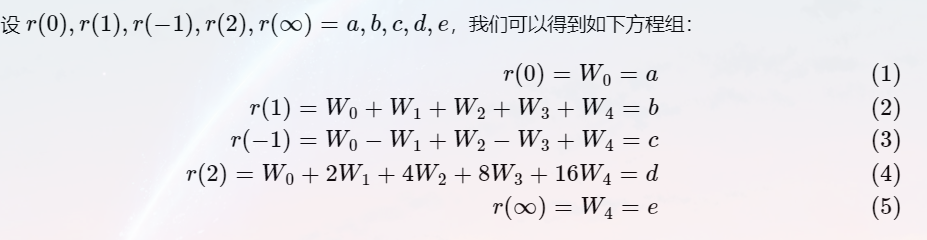 设 r(0), r(1), r(−1), r(2), r(∞) = a, b, c, d, e，我们可以得到如下方程组：
r(0) = W₀ = a (1)
r(1) = W₀ + W₁ + W₂ + W₃ + W₄ = b (2)
r(−1) = W₀ − W₁ + W₂ − W₃ + W₄ = c (3)
r(2) = W₀ + 2W₁ + 4W₂ + 8W₃ + 16W₄ = d (4)
r(∞) = W₄ = e (5)